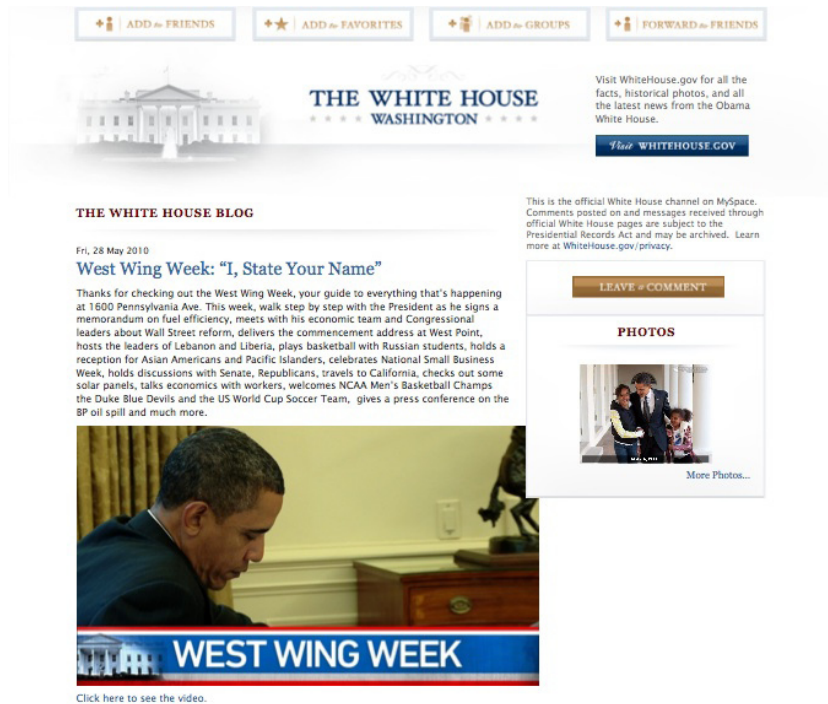 ADD to FRIENDS
ADD to FAVORITES
ADD to GROUPS
FORWARD to FRIENDS
THE WHITE HOUSE
WASHINGTON
Visit WhiteHouse.gov for all the
facts, historical photos, and all
the latest news from the Obama
White House.
Visit WHITEHOUSE.GOV
THE WHITE HOUSE BLOG
Fri, 28 May 2010
West Wing Week: “I, State Your Name”
Thanks for checking out the West Wing Week, your guide to everything that's happening
at 1600 Pennsylvania Ave. This week, walk step by step with the President as he signs a
memorandum on fuel efficiency, meets with his economic team and Congressional
leaders about Wall Street reform, delivers the commencement address at West Point,
hosts the leaders of Lebanon and Liberia, plays basketball with Russian students, holds a
reception for Asian Americans and Pacific Islanders, celebrates National Small Business
Week, holds discussions with Senate, Republicans, travels to California, checks out some
solar panels, talks economics with workers, welcomes NCAA Men's Basketball Champs
the Duke Blue Devils and the US World Cup Soccer Team, gives a press conference on the
BP oil spill and much more.
WEST WING WEEK
Click here to see the video.
This is the official White House channel on MySpace.
Comments posted on and messages received through
official White House pages are subject to the
Presidential Records Act and may be archived. Learn
more at WhiteHouse.gov/privacy.
LEAVE a COMMENT
PHOTOS
More Photos...